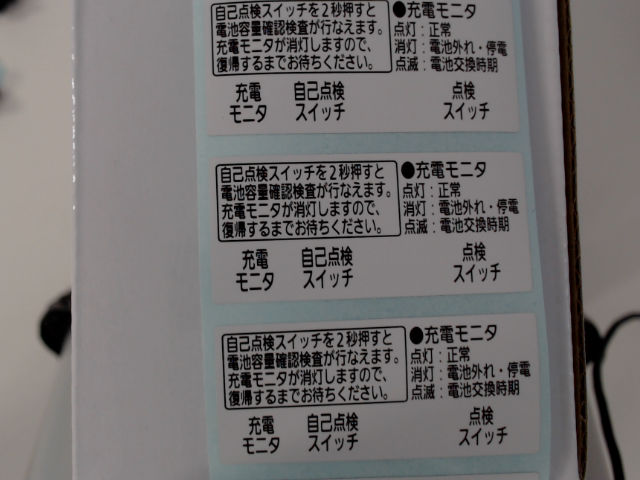 自己点検スイッチを2秒押すと
電池容量確認検査が行なえます。
充電モニタが消灯しますので、
復帰するまでお待ちください。
●充電モニタ
点灯：正常
消灯：電池外れ・停電
点滅：電池交換時期
充電
モニタ
自己点検
スイッチ
点検
スイッチ
自己点検スイッチを2秒押すと
電池容量確認検査が行なえます。
充電モニタが消灯しますので、
復帰するまでお待ちください。
●充電モニタ
点灯：正常
消灯：電池外れ・停電
点滅：電池交換時期
充電
モニタ
自己点検
スイッチ
点検
スイッチ
自己点検スイッチを2秒押すと
電池容量確認検査が行なえます。
充電モニタが消灯しますので、
復帰するまでお待ちください。
●充電モニタ
点灯：正常
消灯：電池外れ・停電
点滅：電池交換時期
充電
モニタ
自己点検
スイッチ
点検
スイッチ